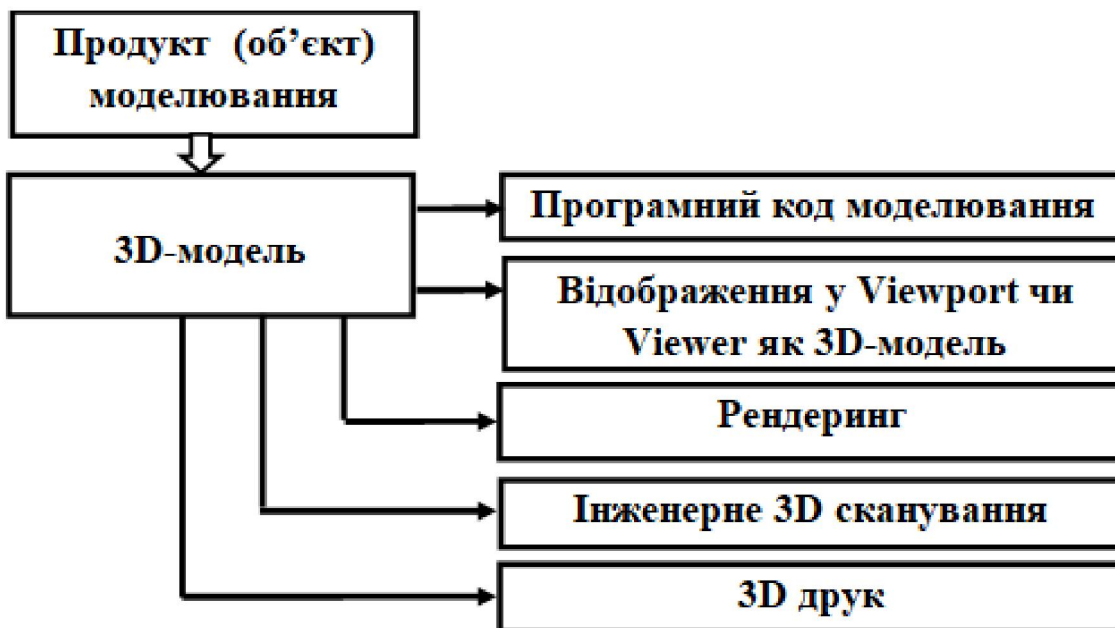 Продукт (об’єкт)
моделювання
3D-модель
Програмний код моделювання
Відображення у Viewport чи
Viewer як 3D-модель
Рендеринг
Інженерне 3D сканування
3D друк